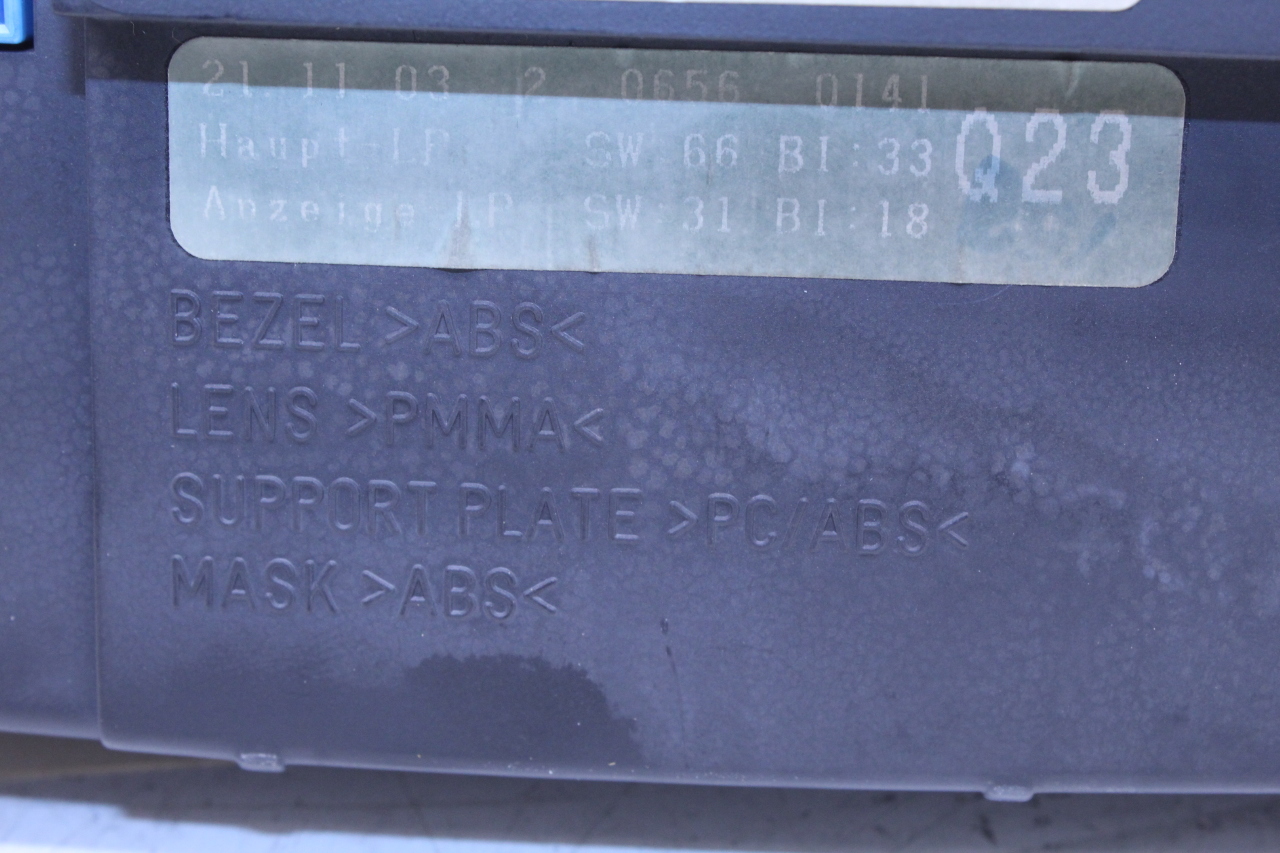 21 11 03 12 0656 0141
Haupt-LP SW 66 BI:33 Q23
Anzeige LP SW:31 BI:18
BEZEL >ABS<
LENS >PMMA<
SUPPORT PLATE >PC/ABS<
MASK >ABS<